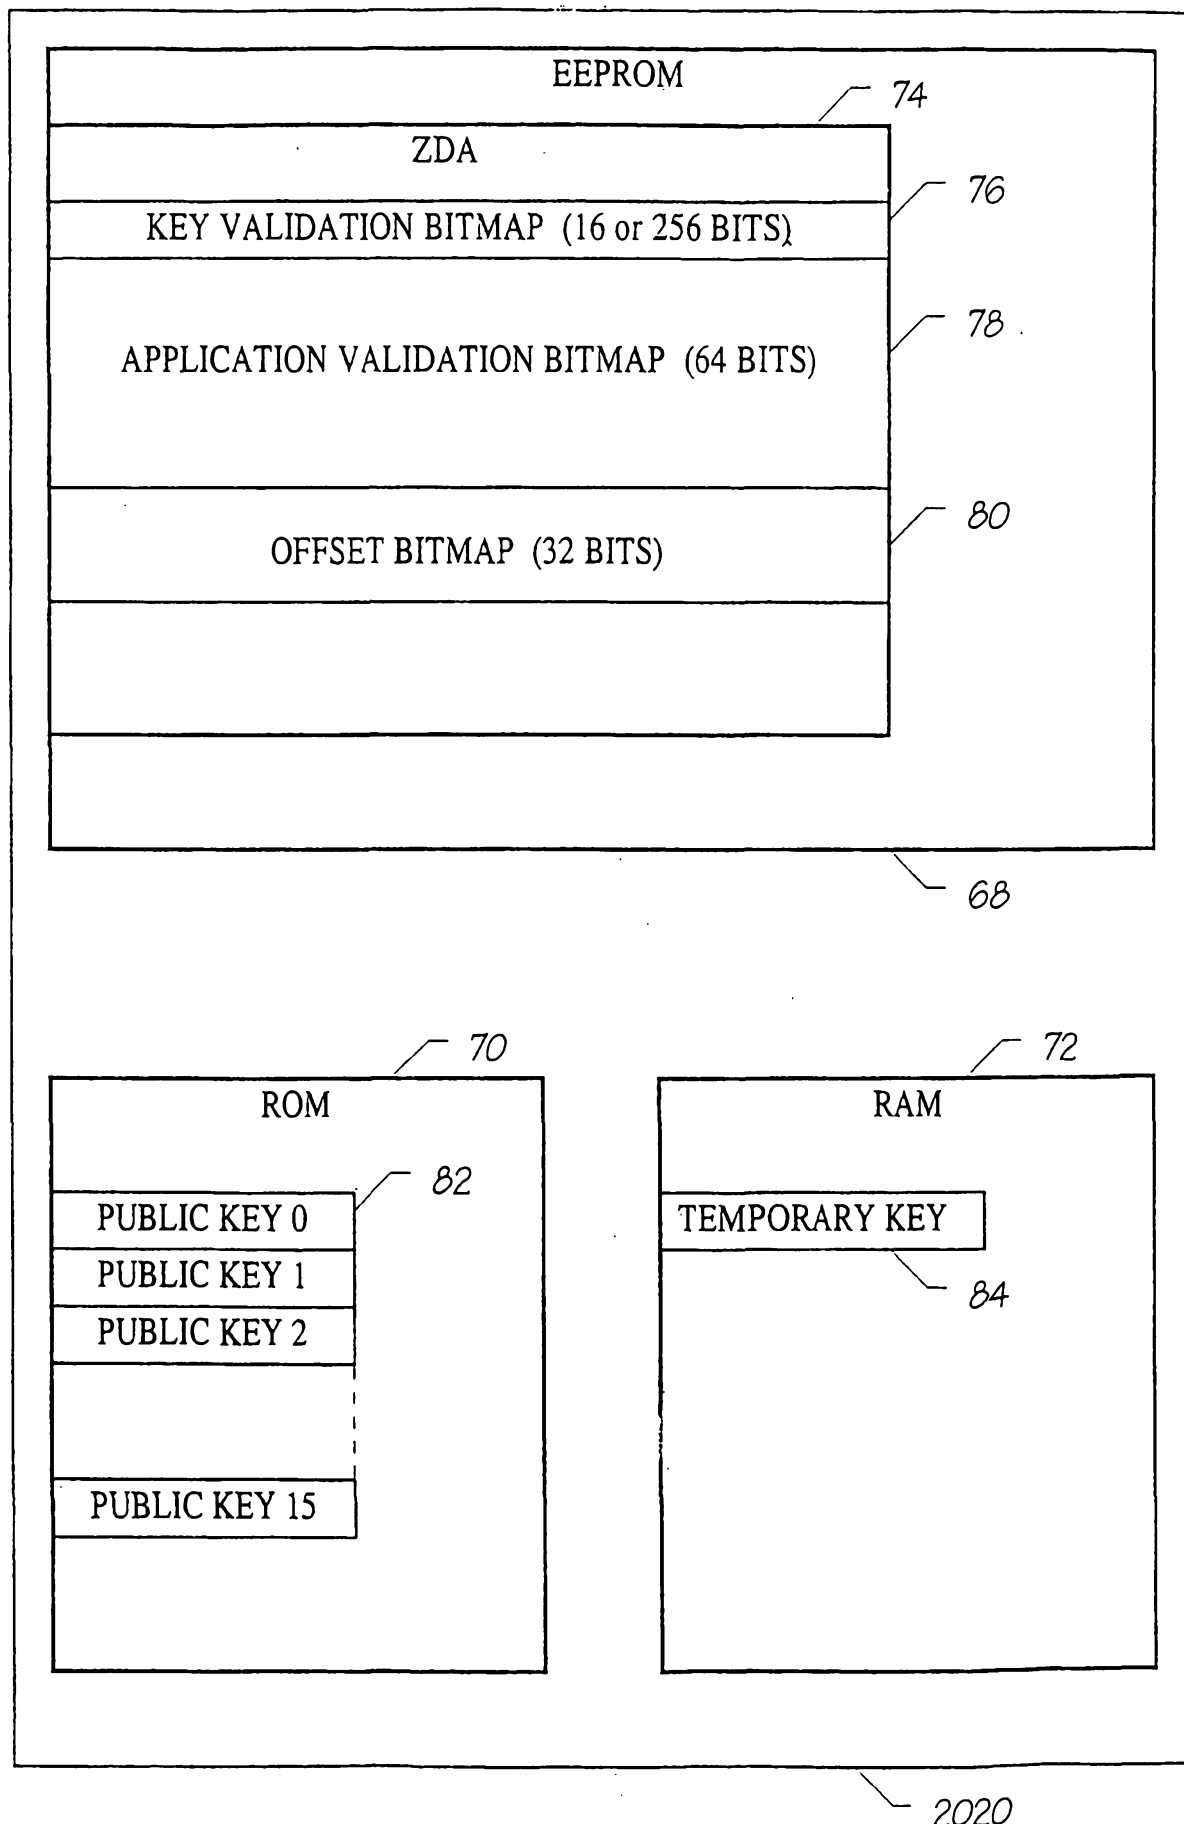 EEPROM
74
ZDA
76
KEY VALIDATION BITMAP (16 or 256 BITS)
78
APPLICATION VALIDATION BITMAP (64 BITS)
80
OFFSET BITMAP (32 BITS)
68
70
72
ROM
RAM
82
PUBLIC KEY 0
TEMPORARY KEY
PUBLIC KEY 1
84
PUBLIC KEY 2
PUBLIC KEY 15
2020